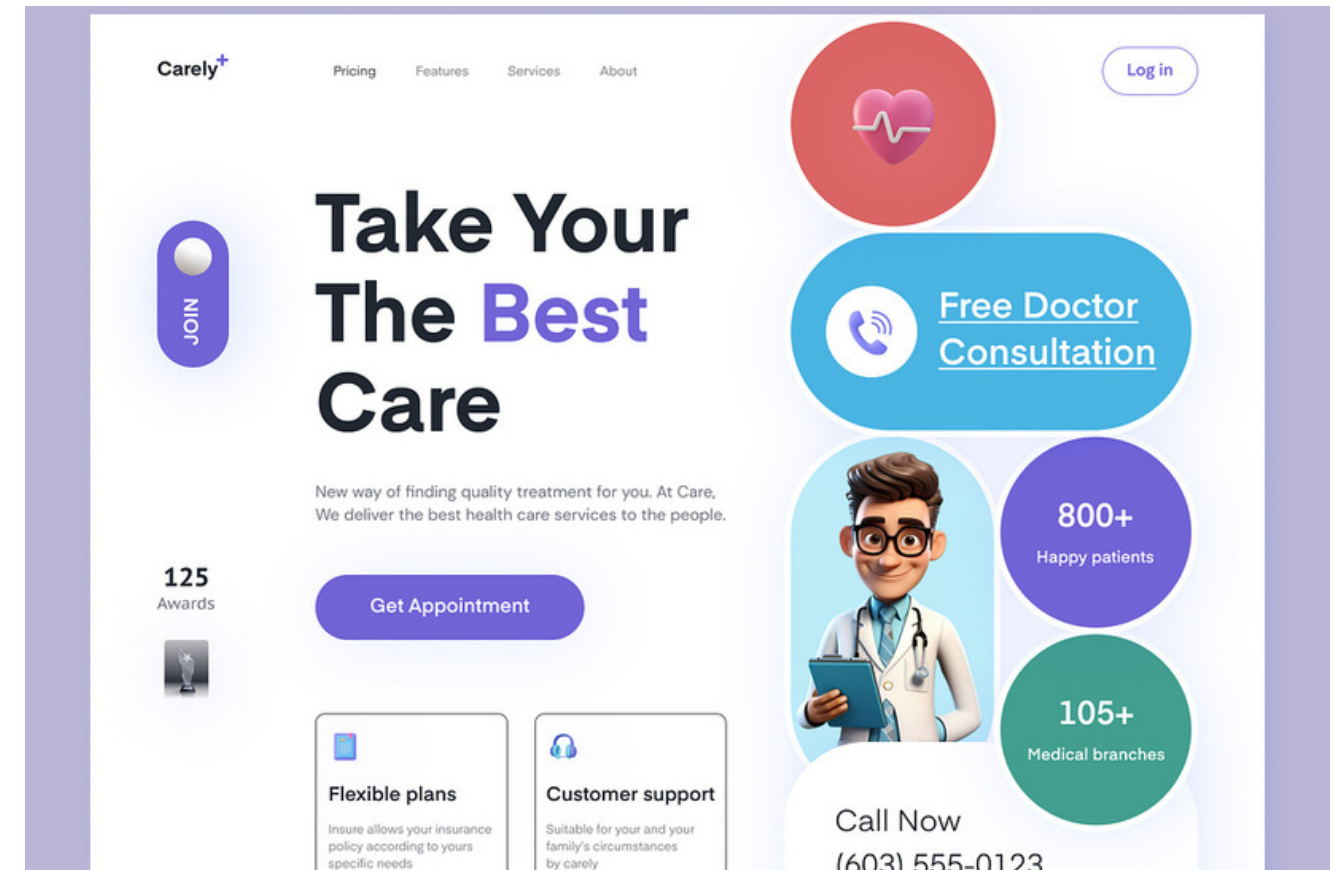 Carely+
Pricing Features Services About
Log in
JOIN
Take Your
The Best
Care
New way of finding quality treatment for you. At Care,
We deliver the best health care services to the people.
Get Appointment
125
Awards
Flexible plans
Insure allows your insurance
policy according to yours
specific needs
Customer support
Suitable for your and your
family's circumstances
by carely
Free Doctor
Consultation
800+
Happy patients
105+
Medical branches
Call Now
(603) 555-0123